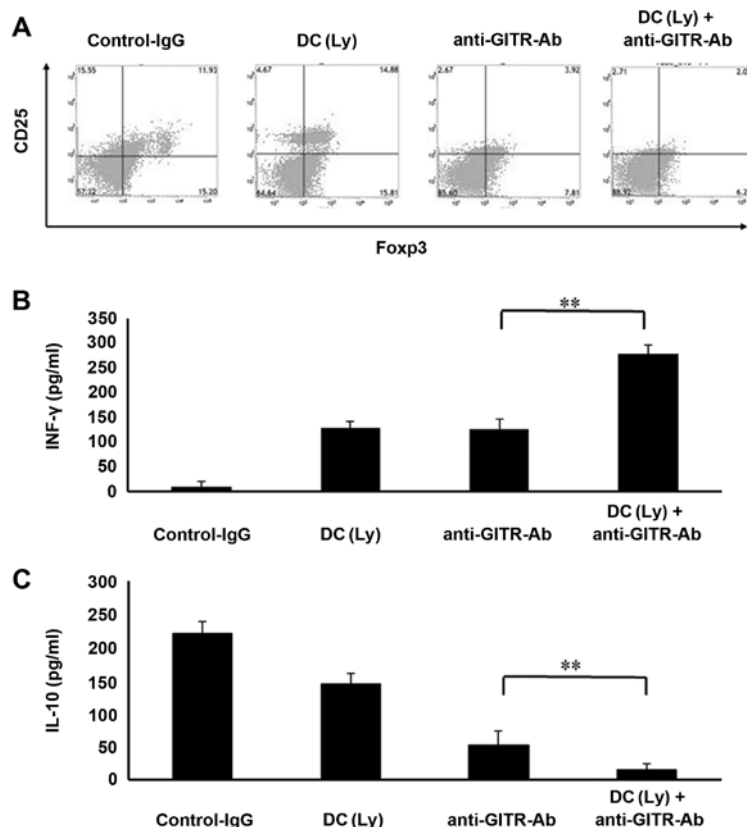 A
Control-IgG
DC (Ly)
anti-GITR-Ab
DC (Ly) +
anti-GITR-Ab
15.55 11.93
4.67 14.88
2.67 3.92
2.71 2.0
CD25
57.12 15.20
64.64 15.81
85.60 7.81
88.92 6.2
Foxp3
B
**
350
300
250
200
150
100
50
0
INF-γ (pg/ml)
Control-IgG
DC (Ly)
anti-GITR-Ab
DC (Ly) +
anti-GITR-Ab
C
**
300
250
200
150
100
50
0
IL-10 (pg/ml)
Control-IgG
DC (Ly)
anti-GITR-Ab
DC (Ly) +
anti-GITR-Ab